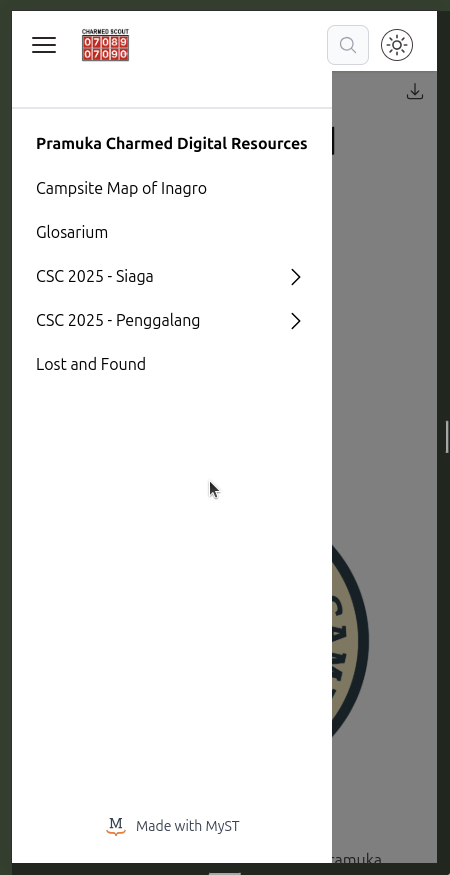 CHARMED SCOUT
07089
07090
Pramuka Charmed Digital Resources
Campsite Map of Inagro
Glosarium
CSC 2025 - Siaga
CSC 2025 - Penggalang
Lost and Found
CAM
M
Made with MyST
ramuka